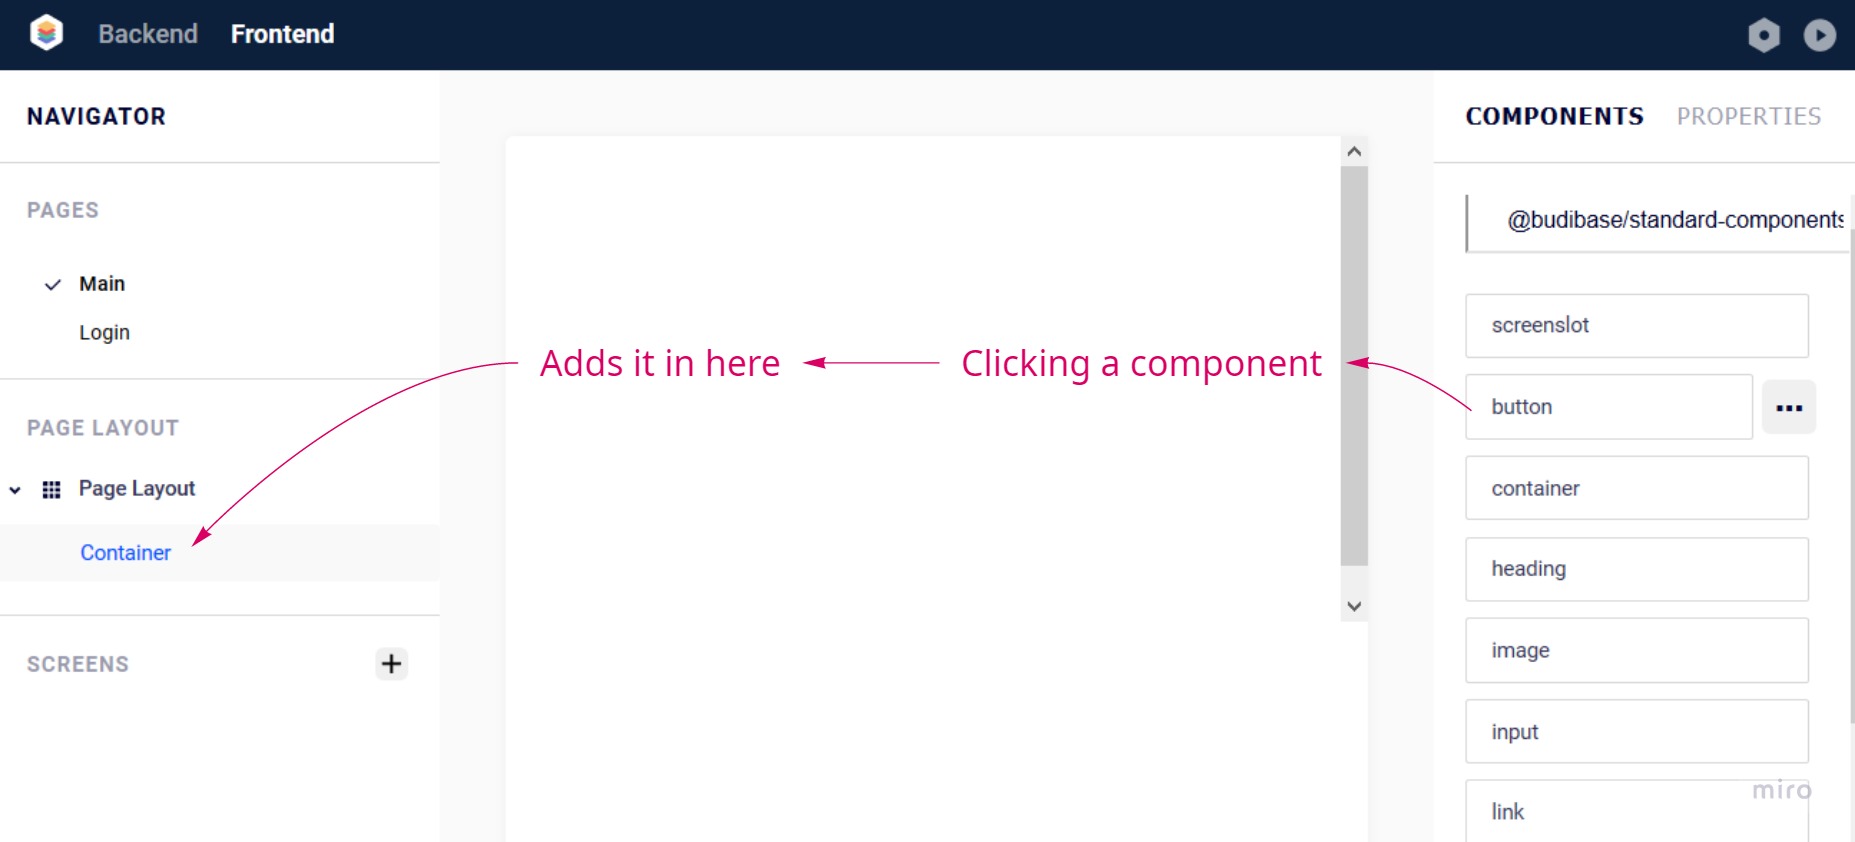 Backend Frontend
NAVIGATOR
PAGES
Main
Login
PAGE LAYOUT
Page Layout
Container
SCREENS
Adds it in here
Clicking a component
COMPONENTS PROPERTIES
@budibase/standard-components
screenslot
button
container
heading
image
input
link
miro